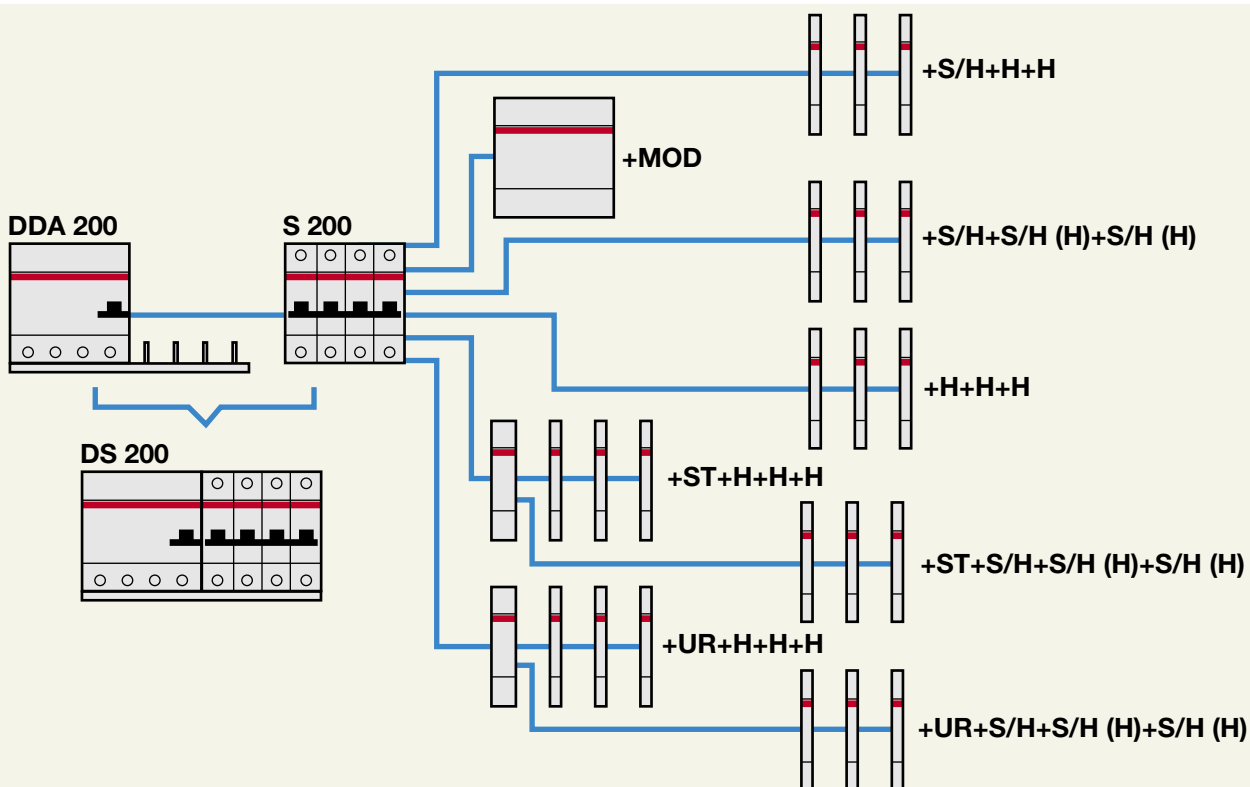 +S/H+H+H
+MOD
DDA 200
S 200
+S/H+S/H (H)+S/H (H)
+H+H+H
DS 200
+ST+H+H+H
+ST+S/H+S/H (H)+S/H (H)
+UR+H+H+H
+UR+S/H+S/H (H)+S/H (H)